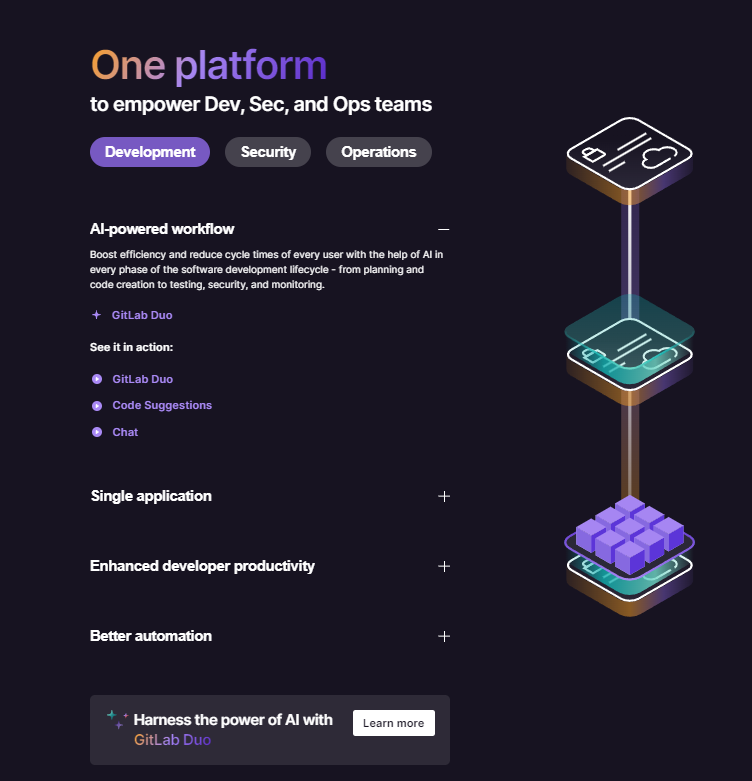 One platform
to empower Dev, Sec, and Ops teams
Development Security Operations
AI-powered workflow
Boost efficiency and reduce cycle times of every user with the help of AI in
every phase of the software development lifecycle - from planning and
code creation to testing, security, and monitoring.
GitLab Duo
See it in action:
GitLab Duo
Code Suggestions
Chat
Single application
Enhanced developer productivity
Better automation
Harness the power of AI with
GitLab Duo
Learn more